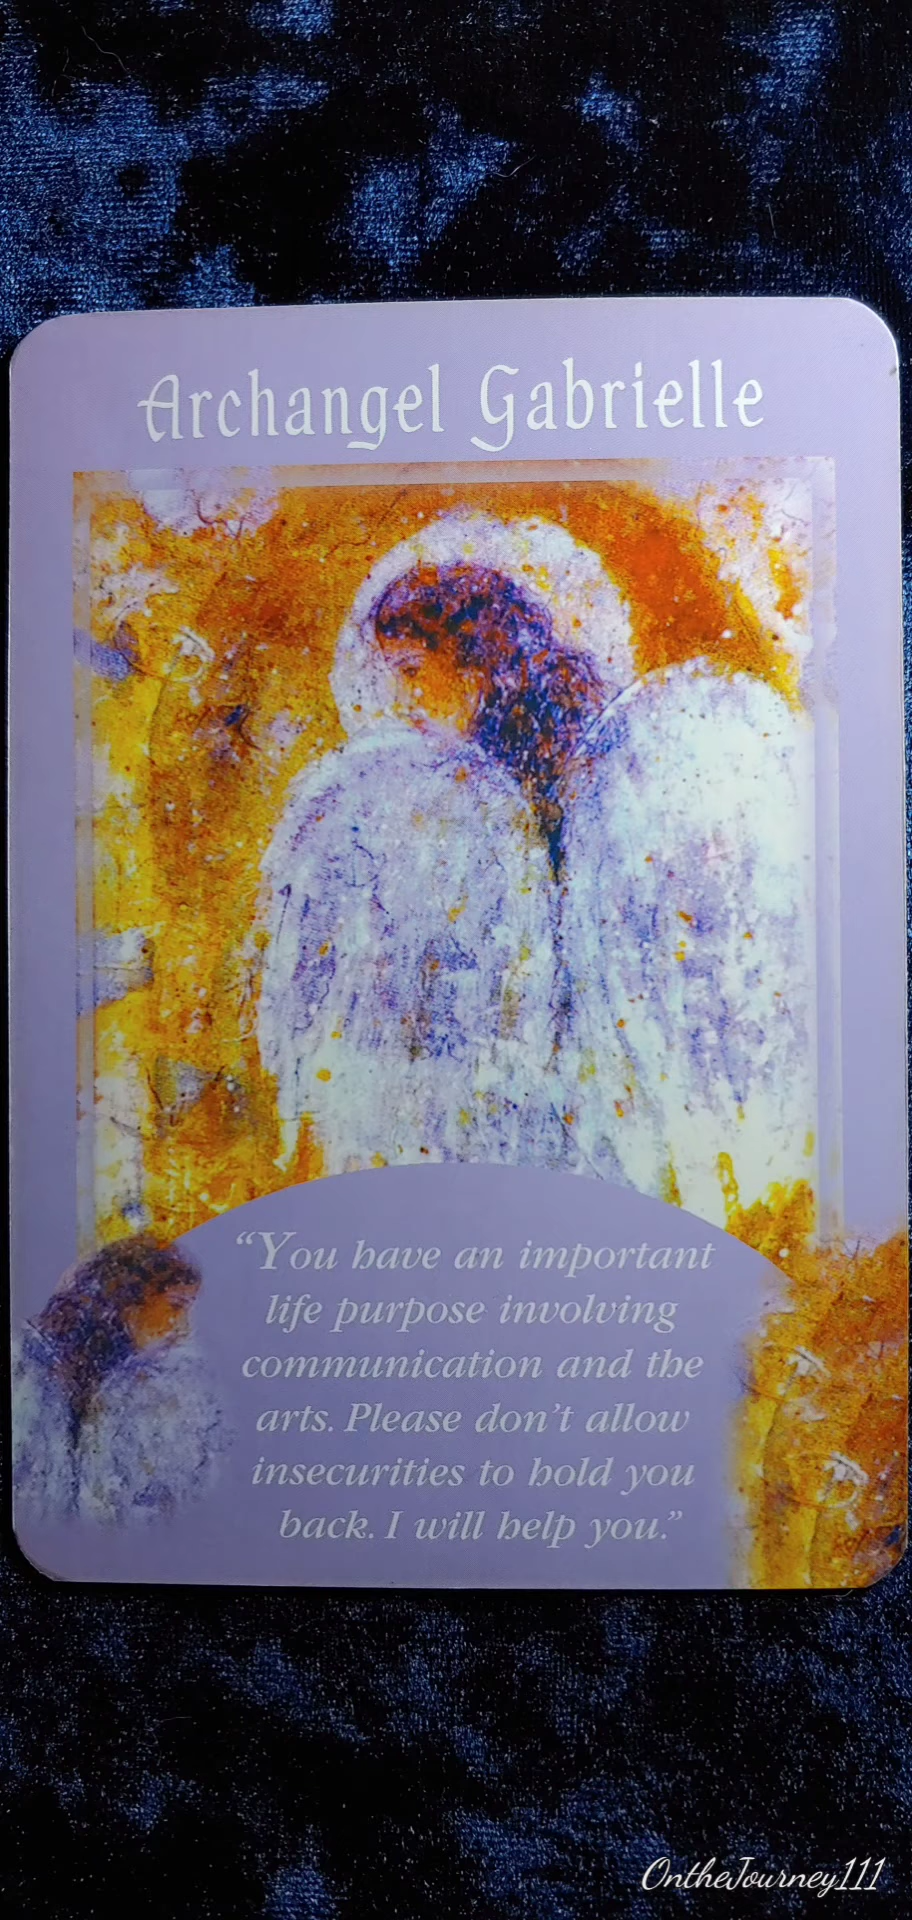 Archangel Gabrielle
“You have an important
life purpose involving
communication and the
arts. Please don’t allow
insecurities to hold you
back. I will help you.”
OntheJourney111